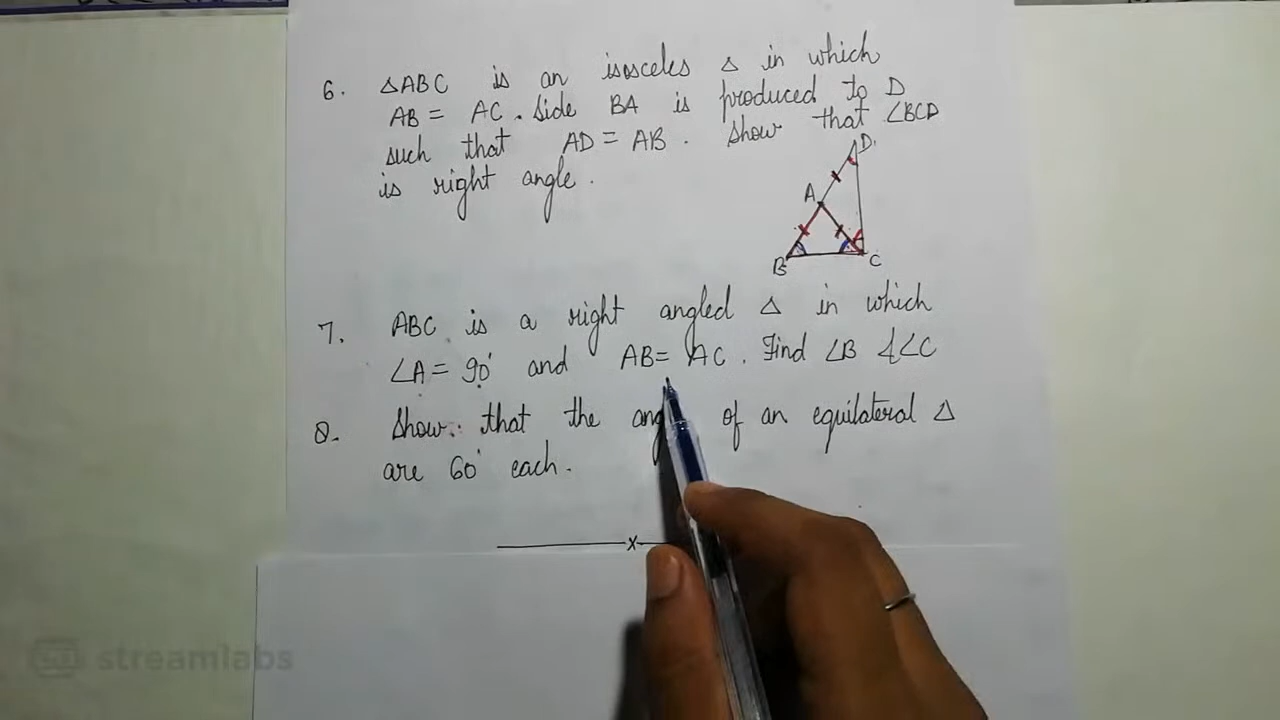 6. △ABC is an isosceles △ in which
AB = AC. Side BA is produced to D
such that AD = AB. Show that ∠BCD
is right angle.
D.
A
B
C
7. ABC is a right angled △ in which
∠A = 90° and AB = AC. Find ∠B & ∠C
8. Show that the ang of an equilateral △
are 60° each.
x
streamlabs